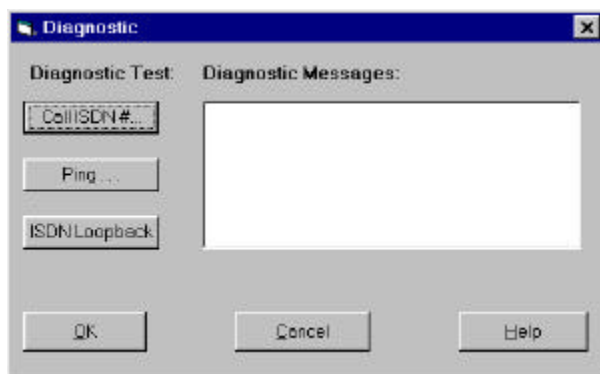 Diagnostic
Diagnostic Test:
Diagnostic Messages:
Call ISDN #...
Ping ...
ISDN Loopback
OK
Cancel
Help